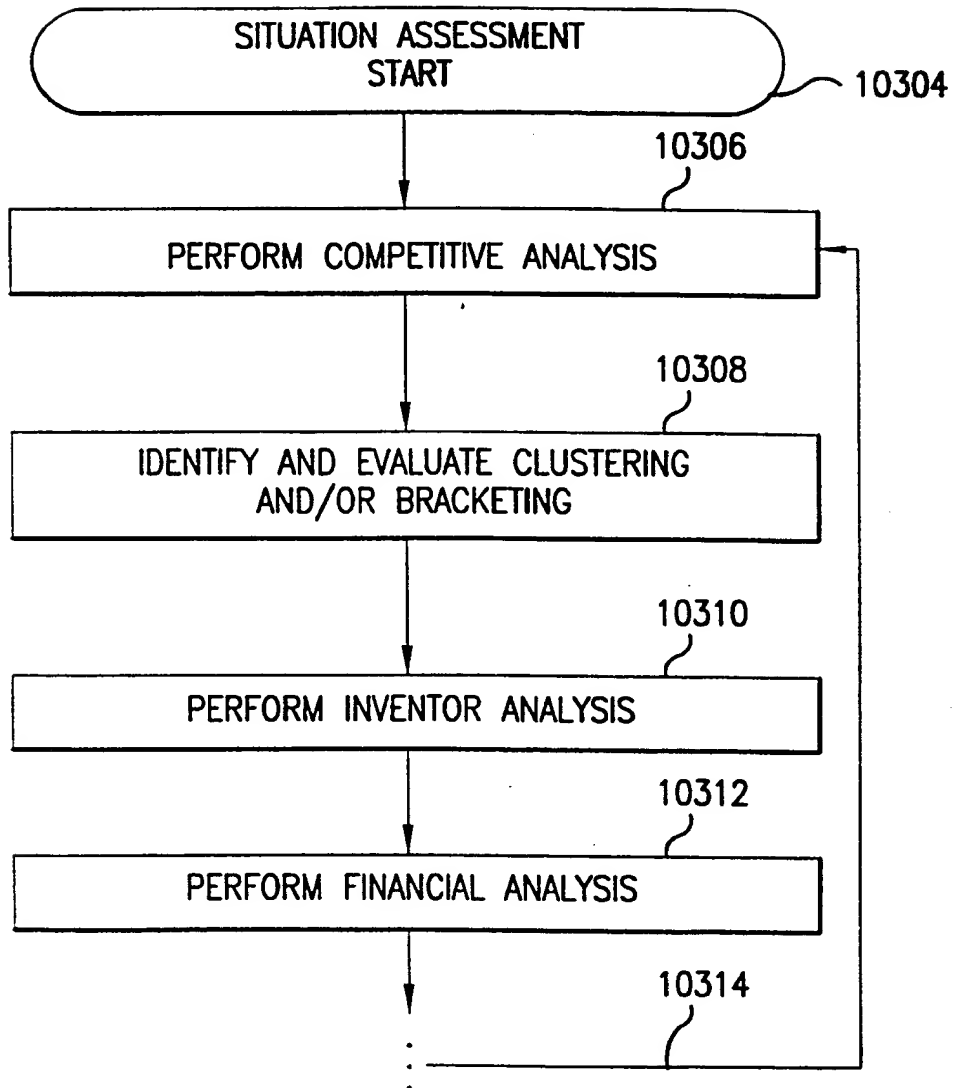 SITUATION ASSESSMENT
START
10304
10306
PERFORM COMPETITIVE ANALYSIS
10308
IDENTIFY AND EVALUATE CLUSTERING
AND/OR BRACKETING
10310
PERFORM INVENTOR ANALYSIS
10312
PERFORM FINANCIAL ANALYSIS
10314